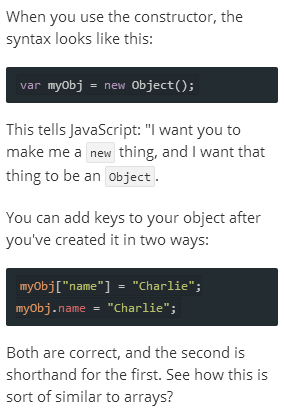 When you use the constructor, the
syntax looks like this:
var myObj = new Object();
This tells JavaScript: "I want you to
make me a new thing, and I want that
thing to be an Object.
You can add keys to your object after
you've created it in two ways:
myObj["name"] = "Charlie";
myObj.name = "Charlie";
Both are correct, and the second is
shorthand for the first. See how this is
sort of similar to arrays?